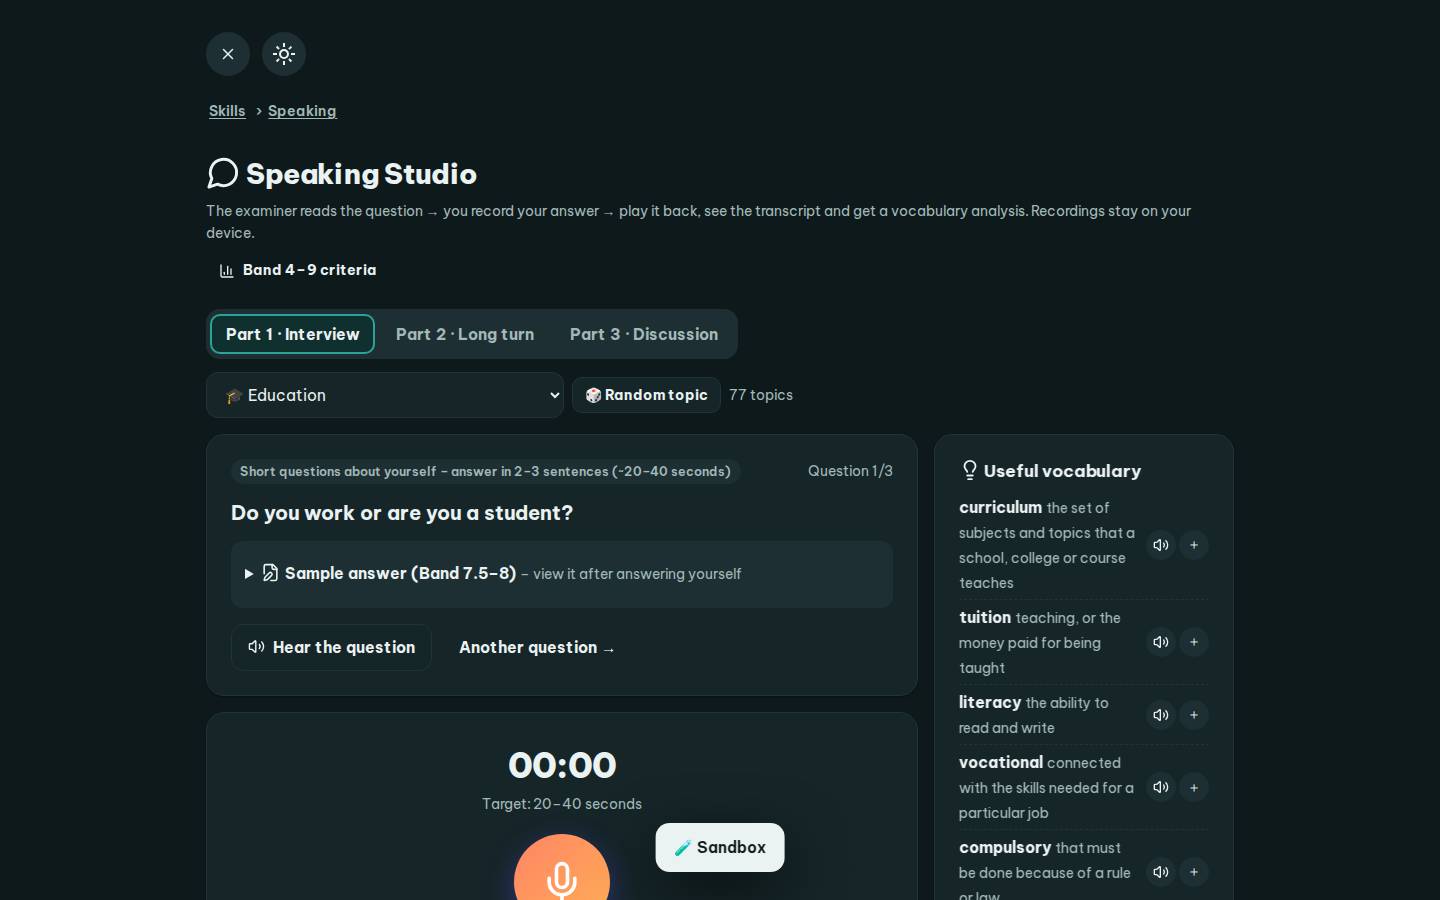 Skills › Speaking
Speaking Studio
The examiner reads the question → you record your answer → play it back, see the transcript and get a vocabulary analysis. Recordings stay on your
device.
Band 4–9 criteria
Part 1 · Interview
Part 2 · Long turn
Part 3 · Discussion
🎓 Education
🎲 Random topic
77 topics
Short questions about yourself – answer in 2–3 sentences (~20–40 seconds)
Question 1/3
Do you work or are you a student?
▶ Sample answer (Band 7.5–8) – view it after answering yourself
Hear the question
Another question →
00:00
Target: 20–40 seconds
🧪 Sandbox
Useful vocabulary
curriculum the set of
subjects and topics that a
school, college or course
teaches
+
tuition teaching, or the
money paid for being
taught
+
literacy the ability to
read and write
+
vocational connected
with the skills needed for a
particular job
+
compulsory that must
be done because of a rule
or law
+